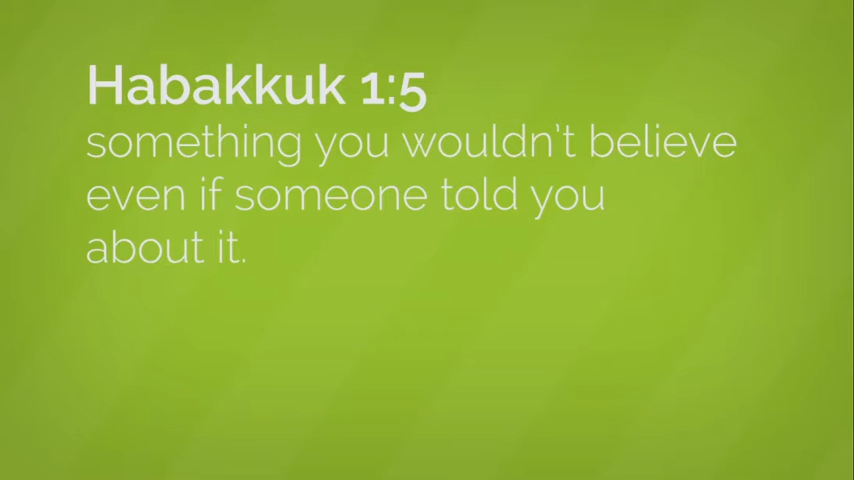 Habakkuk 1:5
something you wouldn't believe
even if someone told you
about it.